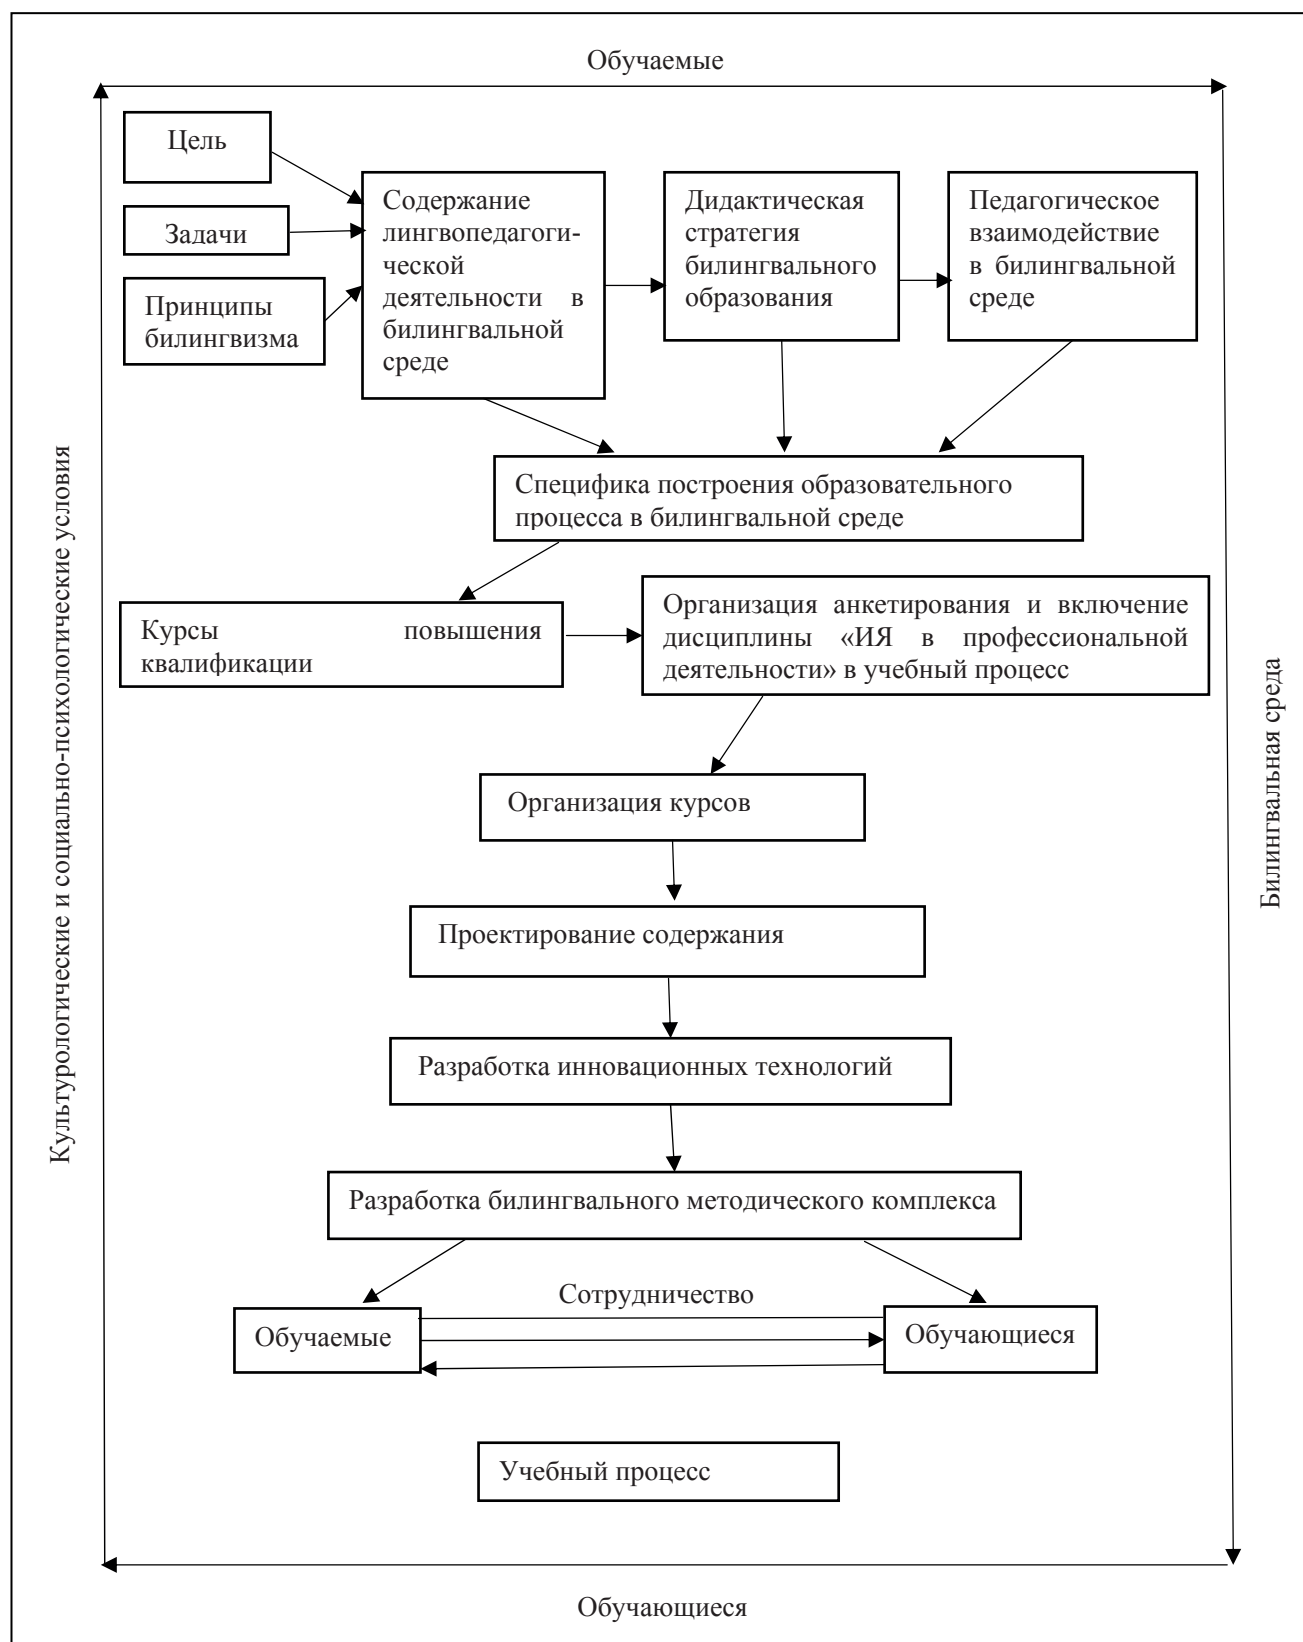 Обучаемые
Цель
Задачи
Принципы
билингвизма
Содержание
лингвопедагоги-
ческой
деятельности в
билингвальной
среде
Дидактическая
стратегия
билингвального
образования
Педагогическое
взаимодействие
в билингвальной
среде
Специфика построения образовательного
процесса в билингвальной среде
Курсы повышения
квалификации
Организация анкетирования и включение
дисциплины «ИЯ в профессиональной
деятельности» в учебный процесс
Организация курсов
Проектирование содержания
Разработка инновационных технологий
Разработка билингвального методического комплекса
Сотрудничество
Обучаемые
Обучающиеся
Учебный процесс
Обучающиеся
Культурологические и социально-психологические условия
Билингвальная среда